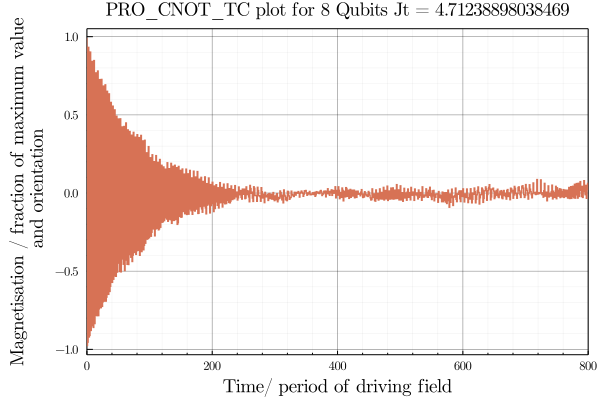 PRO_CNOT_TC plot for 8 Qubits Jt = 4.71238898038469
Magnetisation / fraction of maximum value
and orientation
1.0
0.5
0.0
−0.5
−1.0
0 200 400 600 800
Time/ period of driving field